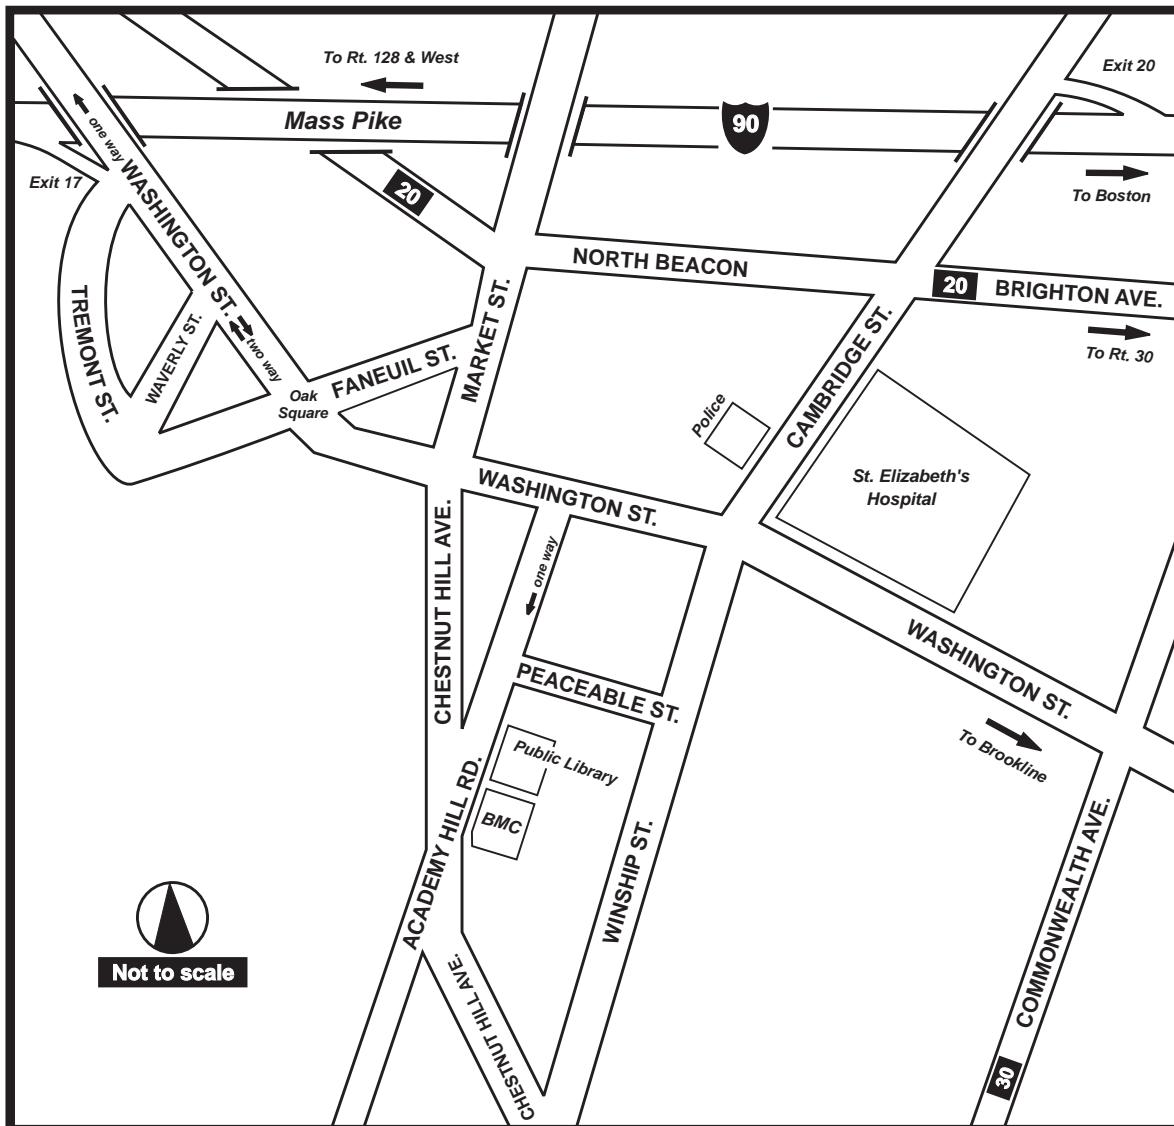 To Rt. 128 & West
Exit 20
Mass Pike
90
one way
Exit 17
20
To Boston
WASHINGTON ST.
NORTH BEACON
20
BRIGHTON AVE.
To Rt. 30
TREMONT ST.
WAVERLY ST.
two way
MARKET ST.
FANEUIL ST.
Oak
Square
Police
CAMBRIDGE ST.
St. Elizabeth's
Hospital
WASHINGTON ST.
CHESTNUT HILL AVE.
one way
WASHINGTON ST.
PEACEABLE ST.
To Brookline
Public Library
BMC
ACADEMY HILL RD.
WINSHIP ST.
COMMONWEALTH AVE.
Not to scale
CHESTNUT HILL AVE.
30